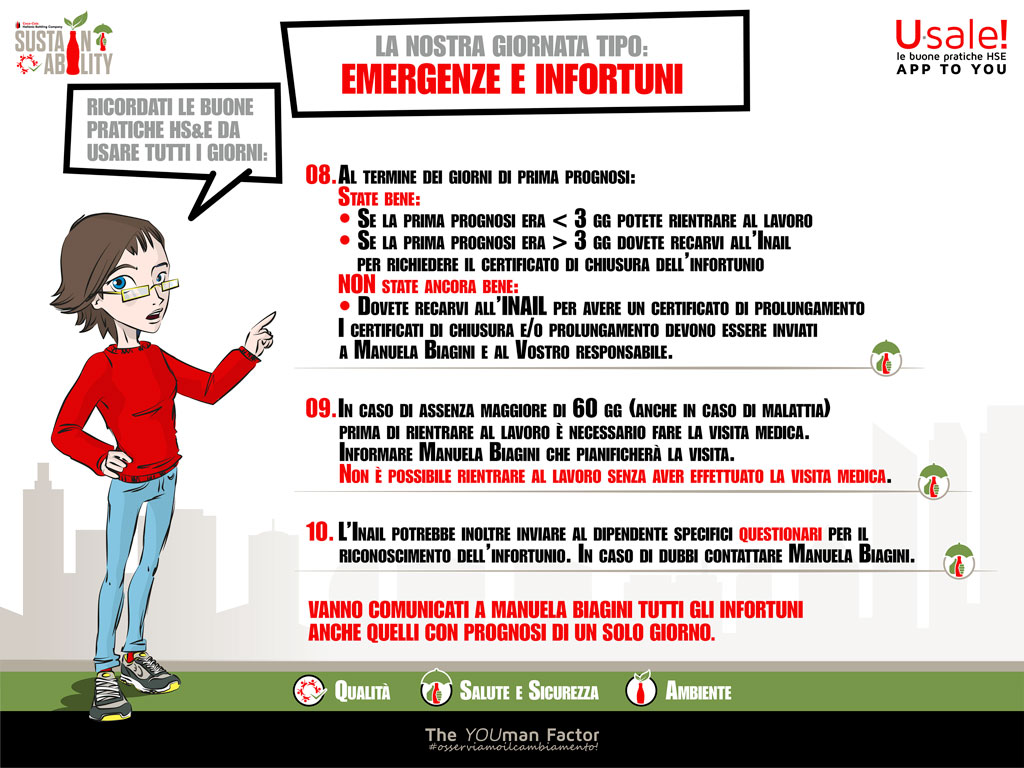 SUSTAIN
ABILITY
U•sale!
le buone pratiche HSE
APP TO YOU
LA NOSTRA GIORNATA TIPO:
EMERGENZE E INFORTUNI
RICORDATI LE BUONE
PRATICHE HS&E DA
USARE TUTTI I GIORNI:
08. AL TERMINE DEI GIORNI DI PRIMA PROGNOSI:
STATE BENE:
• SE LA PRIMA PROGNOSI ERA < 3 GG POTETE RIENTRARE AL LAVORO
• SE LA PRIMA PROGNOSI ERA > 3 GG DOVETE RECARVI ALL'INAIL
PER RICHIEDERE IL CERTIFICATO DI CHIUSURA DELL'INFORTUNIO
NON STATE ANCORA BENE:
• DOVETE RECARVI ALL'INAIL PER AVERE UN CERTIFICATO DI PROLUNGAMENTO
I CERTIFICATI DI CHIUSURA E/O PROLUNGAMENTO DEVONO ESSERE INVIATI
A MANUELA BIAGINI E AL VOSTRO RESPONSABILE.
09. IN CASO DI ASSENZA MAGGIORE DI 60 GG (ANCHE IN CASO DI MALATTIA)
PRIMA DI RIENTRARE AL LAVORO È NECESSARIO FARE LA VISITA MEDICA.
INFORMARE MANUELA BIAGINI CHE PIANIFICHERÀ LA VISITA.
NON È POSSIBILE RIENTRARE AL LAVORO SENZA AVER EFFETTUATO LA VISITA MEDICA.
10. L'INAIL POTREBBE INOLTRE INVIARE AL DIPENDENTE SPECIFICI QUESTIONARI PER IL
RICONOSCIMENTO DELL'INFORTUNIO. IN CASO DI DUBBI CONTATTARE MANUELA BIAGINI.
VANNO COMUNICATI A MANUELA BIAGINI TUTTI GLI INFORTUNI
ANCHE QUELLI CON PROGNOSI DI UN SOLO GIORNO.
QUALITÀ
SALUTE E SICUREZZA
AMBIENTE
The YOUman Factor
#osserviamoilcambiamento!